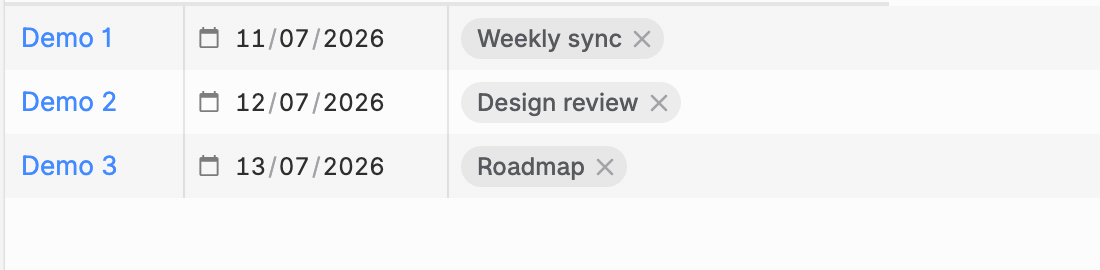 Demo 1 11/07/2026 Weekly sync
Demo 2 12/07/2026 Design review
Demo 3 13/07/2026 Roadmap